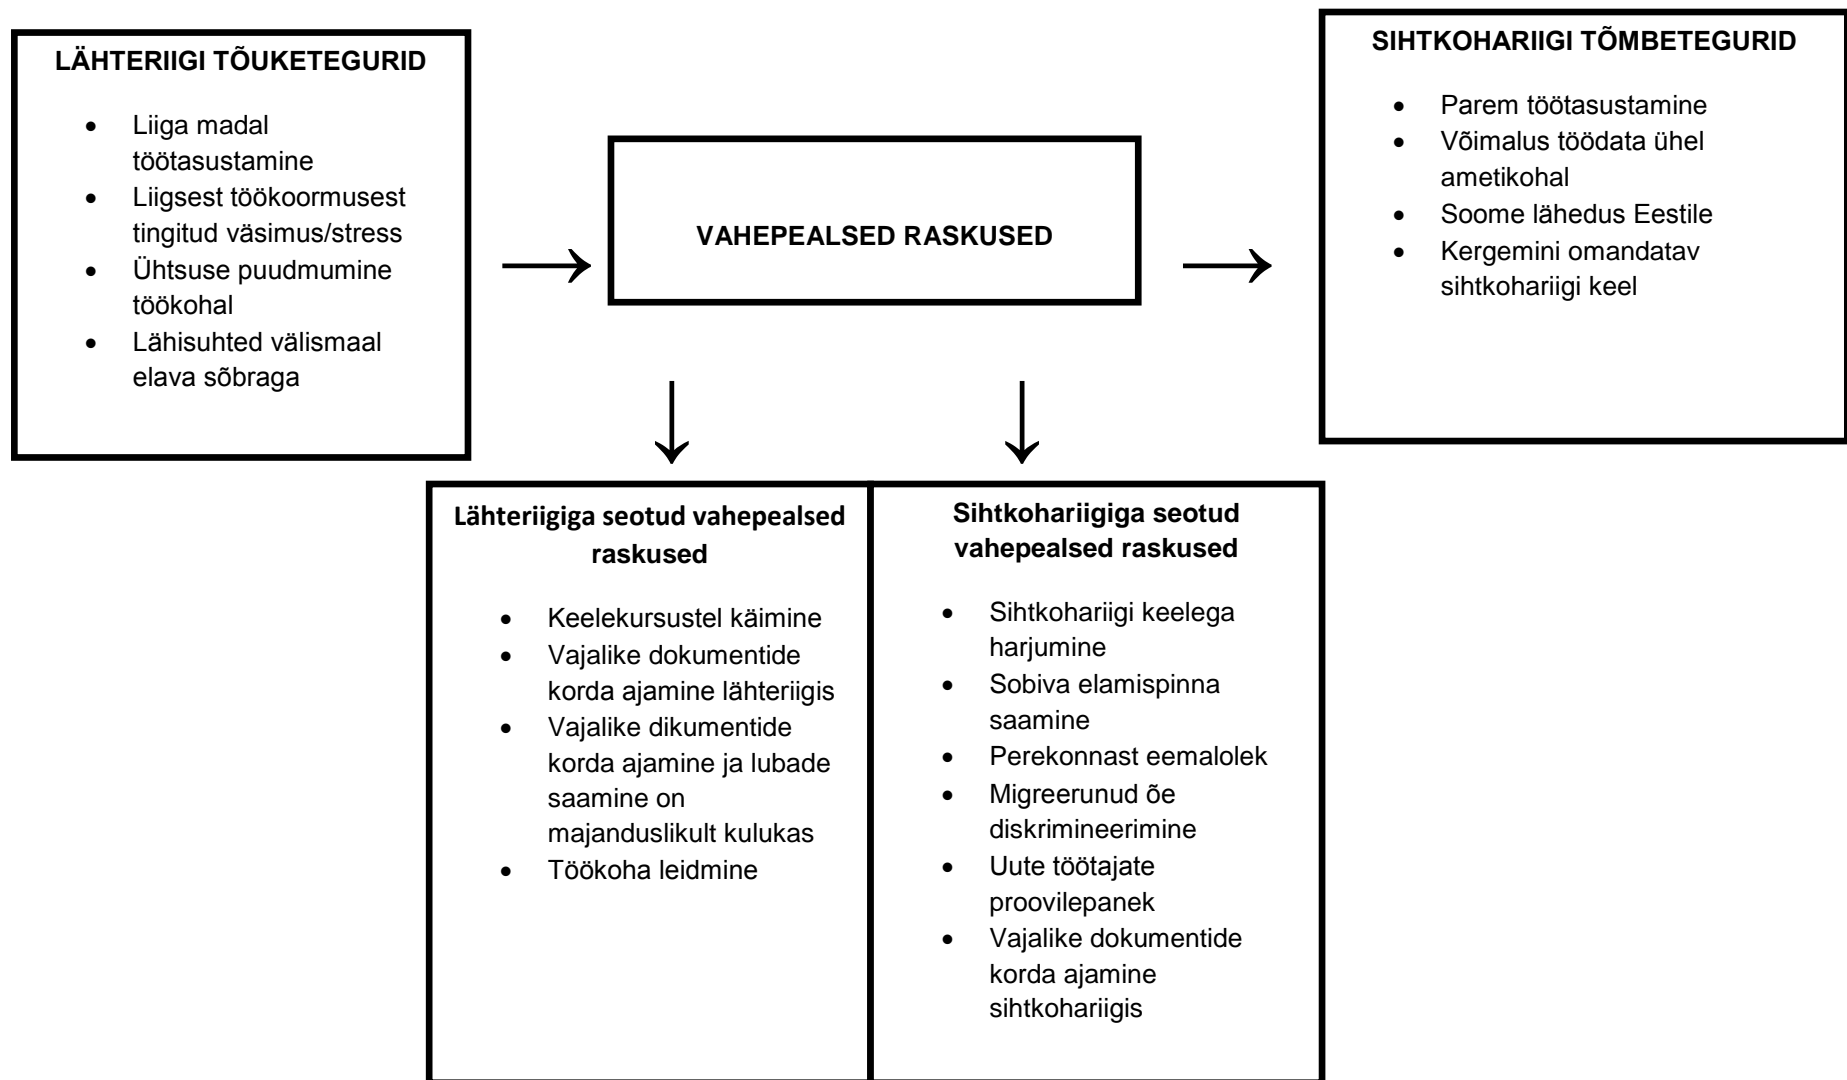 LÄHTERIIGI TÕUKETEGURID
• Liiga madal
töötasustamine
• Liigsest töökoormusest
tingitud väsimus/stress
• Ühtsuse puudmumine
töökohal
• Lähisuhted välismaal
elava sõbraga
VAHEPEALSED RASKUSED
SIHTKOHARIIGI TÕMBETEGURID
• Parem töötasustamine
• Võimalus töödata ühel
ametikohal
• Soome lähedus Eestile
• Kergemini omandatav
sihtkohariigi keel
Lähteriigiga seotud vahepealsed
raskused
• Keelekursustel käimine
• Vajalike dokumentide
korda ajamine lähteriigis
• Vajalike dikumentide
korda ajamine ja lubade
saamine on
majanduslikult kulukas
• Töökoha leidmine
Sihtkohariigiga seotud
vahepealsed raskused
• Sihtkohariigi keelega
harjumine
• Sobiva elamispinna
saamine
• Perekonnast eemalolek
• Migreerunud õe
diskrimineerimine
• Uute töötajate
proovilepanek
• Vajalike dokumentide
korda ajamine
sihtkohariigis